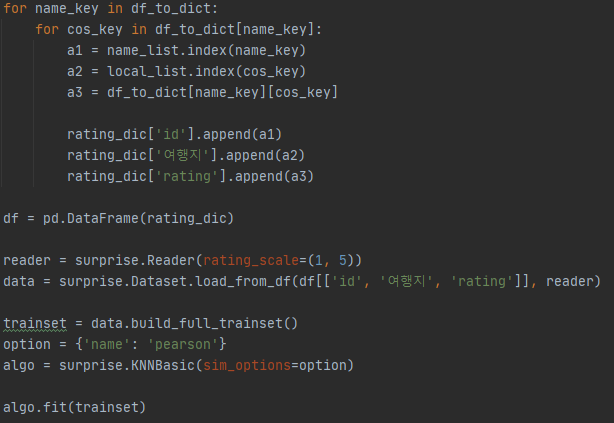 for name_key in df_to_dict:
    for cos_key in df_to_dict[name_key]:
        a1 = name_list.index(name_key)
        a2 = local_list.index(cos_key)
        a3 = df_to_dict[name_key][cos_key]

        rating_dic['id'].append(a1)
        rating_dic['여행지'].append(a2)
        rating_dic['rating'].append(a3)

df = pd.DataFrame(rating_dic)

reader = surprise.Reader(rating_scale=(1, 5))
data = surprise.Dataset.load_from_df(df[['id', '여행지', 'rating']], reader)

trainset = data.build_full_trainset()
option = {'name': 'pearson'}
algo = surprise.KNNBasic(sim_options=option)

algo.fit(trainset)